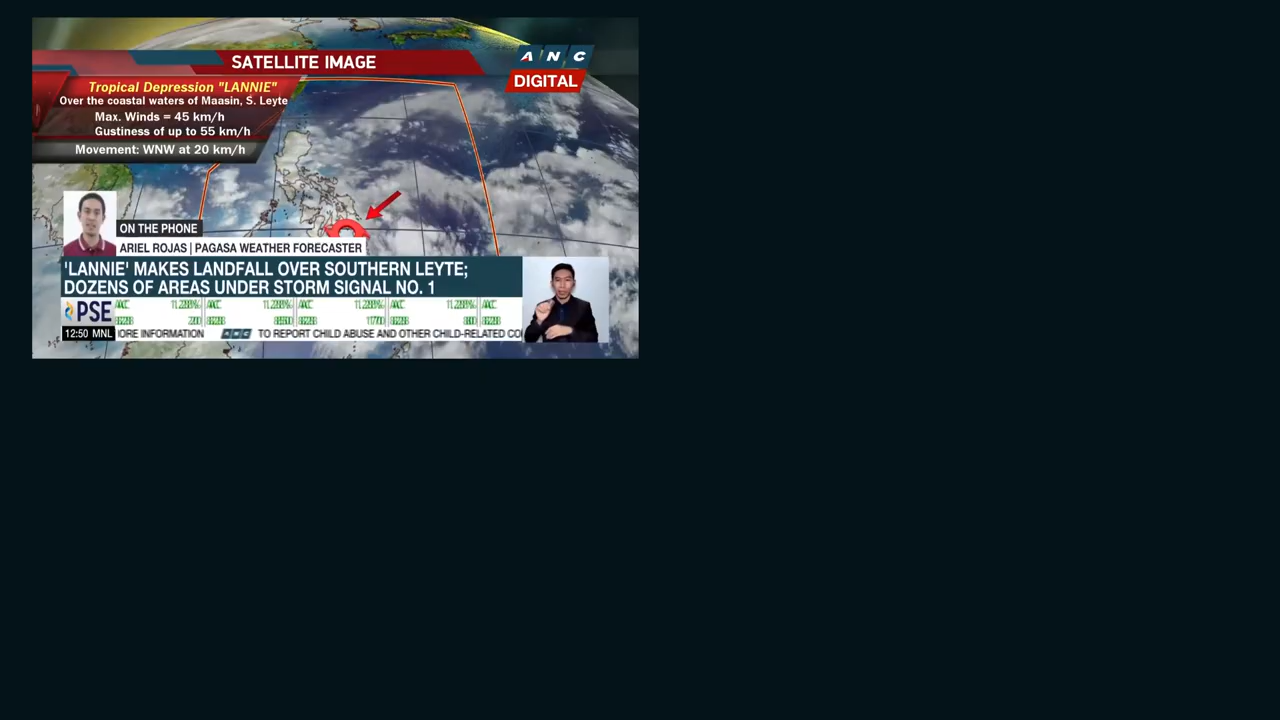 SATELLITE IMAGE
ANC
DIGITAL
Tropical Depression "LANNIE"
Over the coastal waters of Maasin, S. Leyte
Max. Winds = 45 km/h
Gustiness of up to 55 km/h
Movement: WNW at 20 km/h
ON THE PHONE
ARIEL ROJAS | PAGASA WEATHER FORECASTER
'LANNIE' MAKES LANDFALL OVER SOUTHERN LEYTE;
DOZENS OF AREAS UNDER STORM SIGNAL NO. 1
PSE
12:50 MNL
INFORMATION TO REPORT CHILD ABUSE AND OTHER CHILD-RELATED